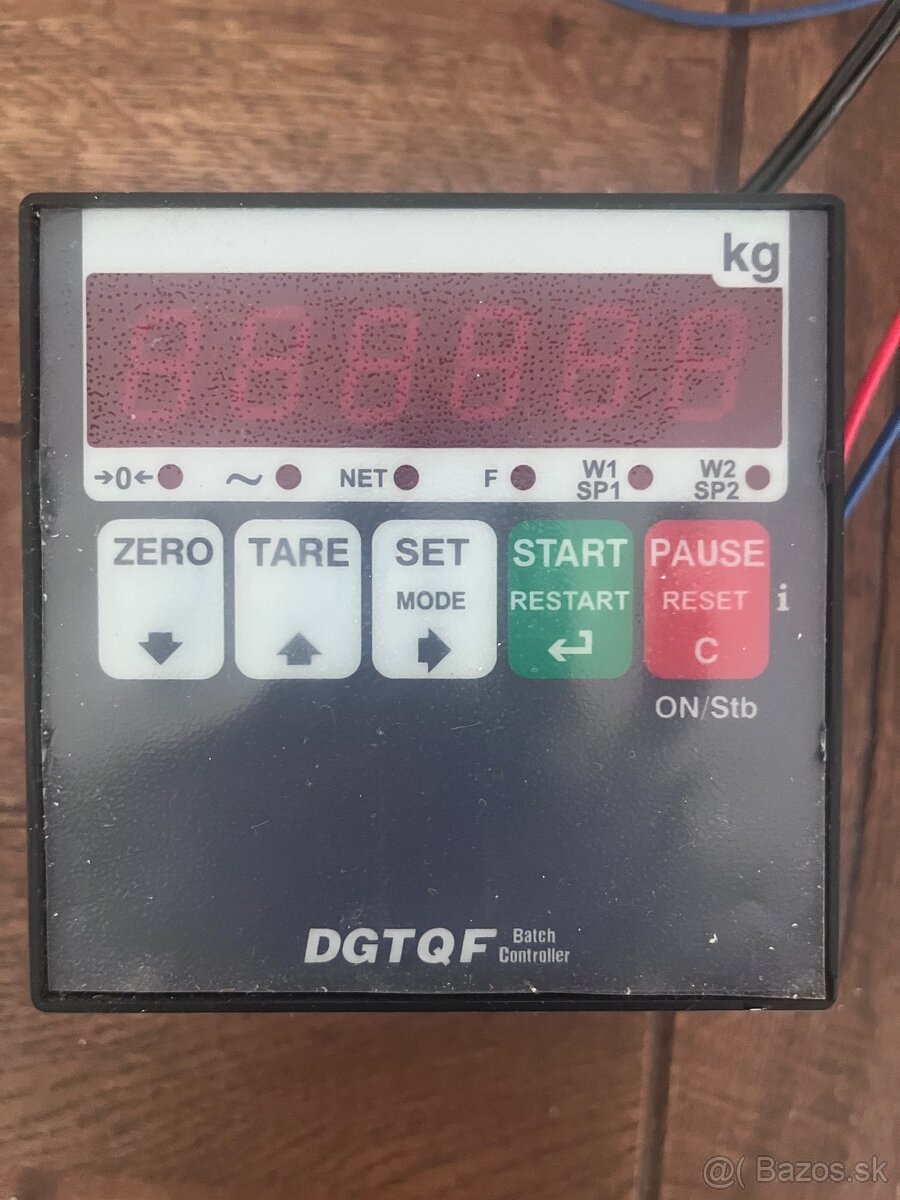 kg
→0← ~ NET F W1 SP1 W2 SP2
ZERO TARE SET START PAUSE
MODE RESTART RESET i
C
ON/Stb
DGTQF Batch Controller
@( Bazos.sk